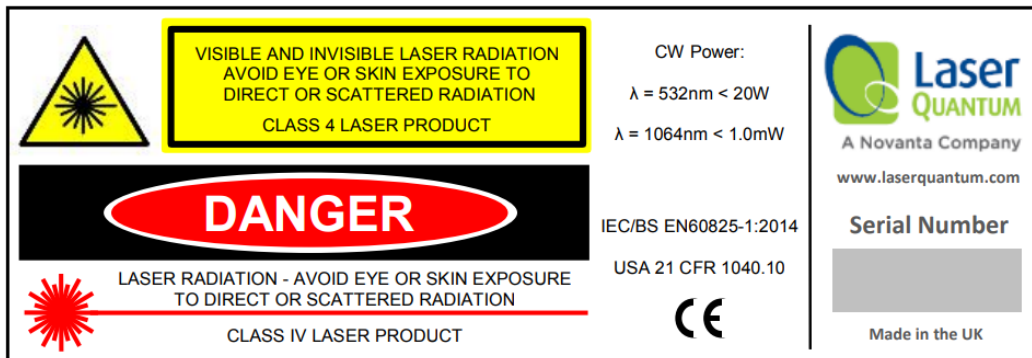 VISIBLE AND INVISIBLE LASER RADIATION
AVOID EYE OR SKIN EXPOSURE TO
DIRECT OR SCATTERED RADIATION
CLASS 4 LASER PRODUCT
DANGER
LASER RADIATION - AVOID EYE OR SKIN EXPOSURE
TO DIRECT OR SCATTERED RADIATION
CLASS IV LASER PRODUCT
CW Power:
λ = 532nm < 20W
λ = 1064nm < 1.0mW
IEC/BS EN60825-1:2014
USA 21 CFR 1040.10
CE
Laser
QUANTUM
A Novanta Company
www.laserquantum.com
Serial Number
Made in the UK